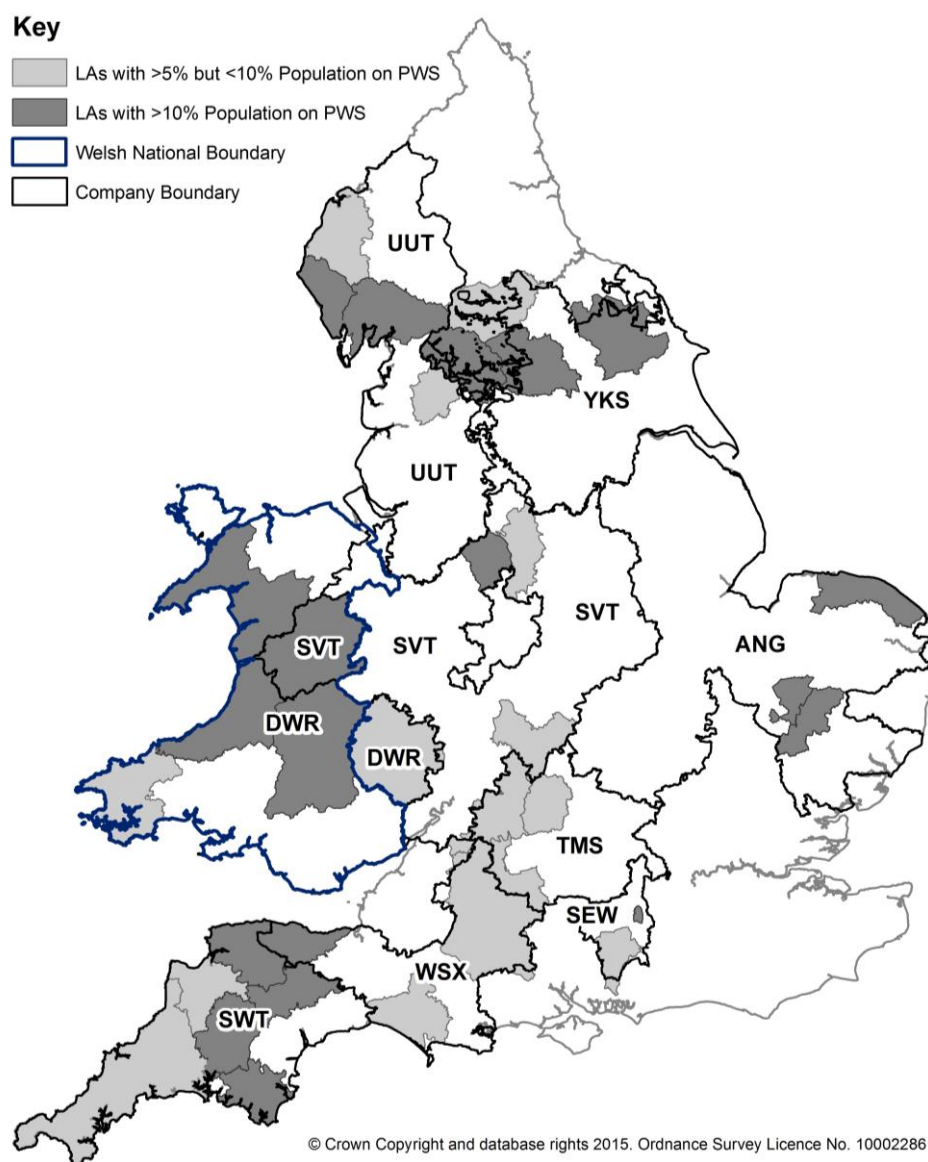 Key
LAs with >5% but <10% Population on PWS
LAs with >10% Population on PWS
Welsh National Boundary
Company Boundary
UUT
YKS
UUT
SVT
ANG
SVT
SVT
DWR
DWR
TMS
SEW
WSX
SWT
© Crown Copyright and database rights 2015. Ordnance Survey Licence No. 10002286